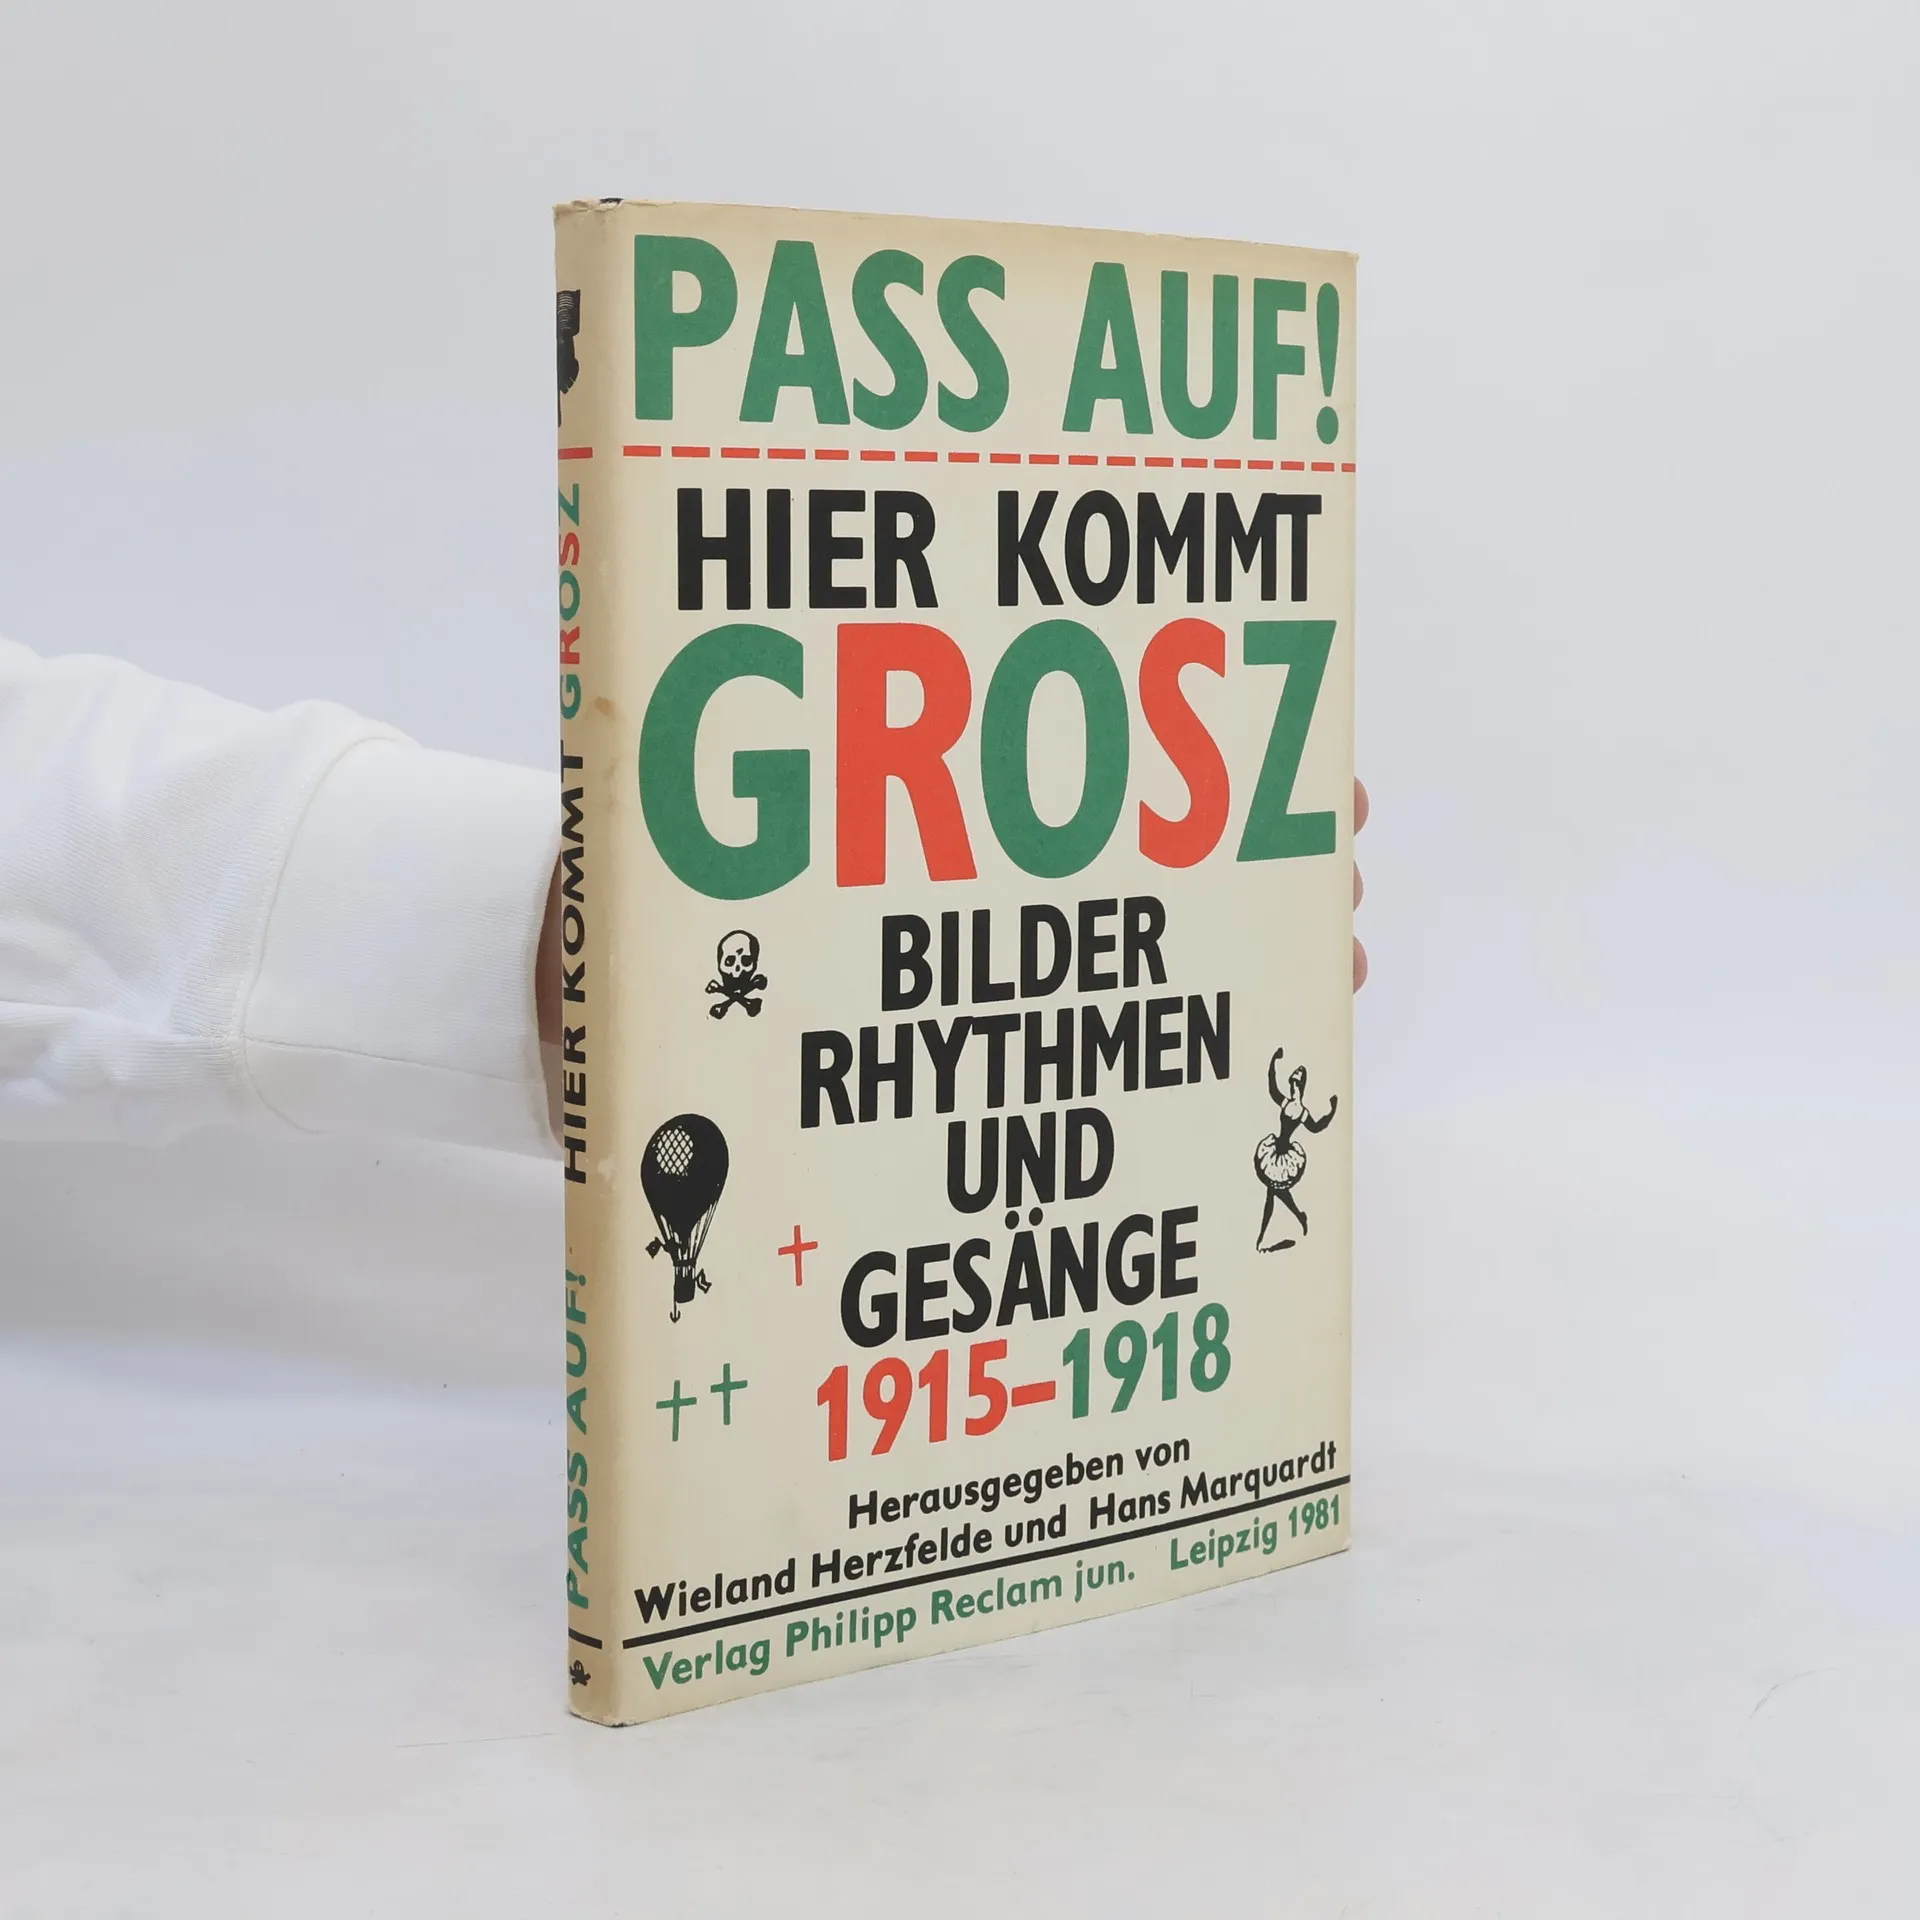 PASS AUF!
HIER KOMMT
GROSZ
BILDER
RHYTHMEN
UND
GESÄNGE
1915–1918
Herausgegeben von
Wieland Herzfelde und Hans Marquardt
Verlag Philipp Reclam jun. Leipzig 1981
PASS AUF! HIER KOMMT GROSZ